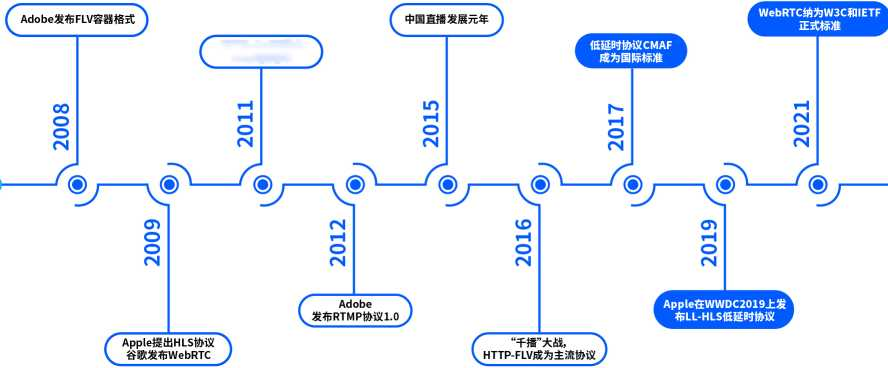 Adobe发布FLV容器格式
2008
Apple提出HLS协议
谷歌发布WebRTC
2009
2011
Adobe
发布RTMP协议1.0
2012
中国直播发展元年
2015
“千播”大战,
HTTP-FLV成为主流协议
2016
低延时协议CMAF
成为国际标准
2017
Apple在WWDC2019上发
布LL-HLS低延时协议
2019
WebRTC纳为W3C和IETF
正式标准
2021